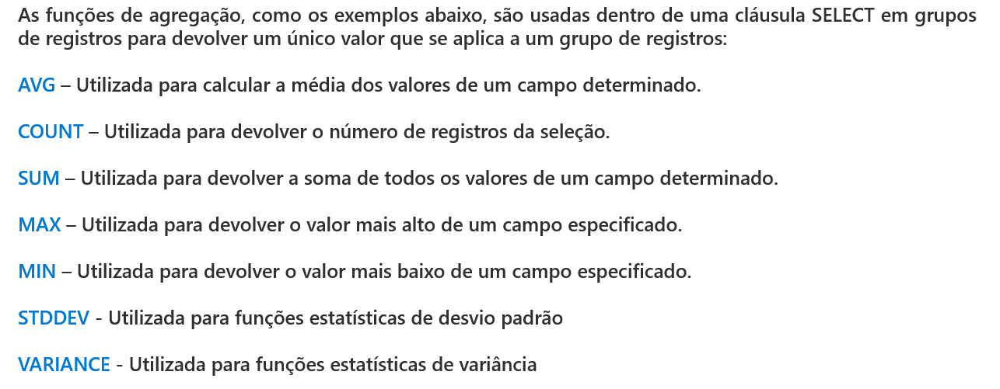 As funções de agregação, como os exemplos abaixo, são usadas dentro de uma cláusula SELECT em grupos
de registros para devolver um único valor que se aplica a um grupo de registros:
AVG – Utilizada para calcular a média dos valores de um campo determinado.
COUNT – Utilizada para devolver o número de registros da seleção.
SUM – Utilizada para devolver a soma de todos os valores de um campo determinado.
MAX – Utilizada para devolver o valor mais alto de um campo especificado.
MIN – Utilizada para devolver o valor mais baixo de um campo especificado.
STDDEV - Utilizada para funções estatísticas de desvio padrão
VARIANCE - Utilizada para funções estatísticas de variância